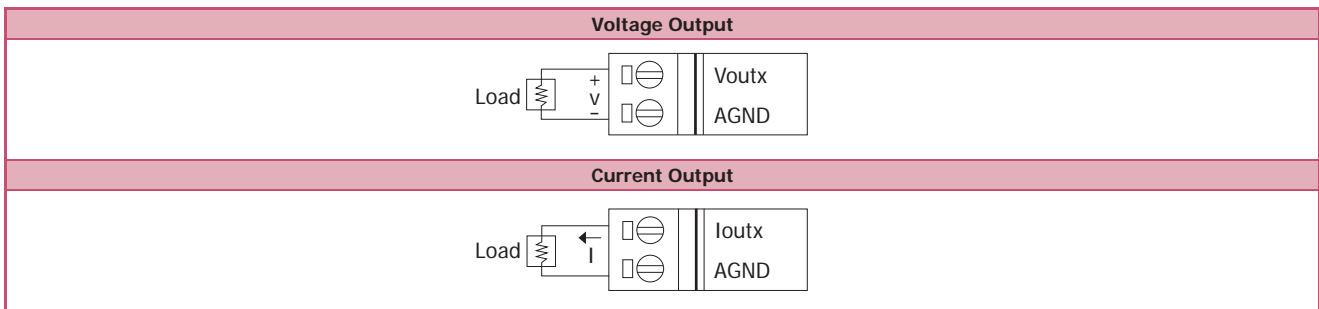 Voltage Output
Load
+
V
-
Voutx
AGND
Current Output
Load
I
Ioutx
AGND